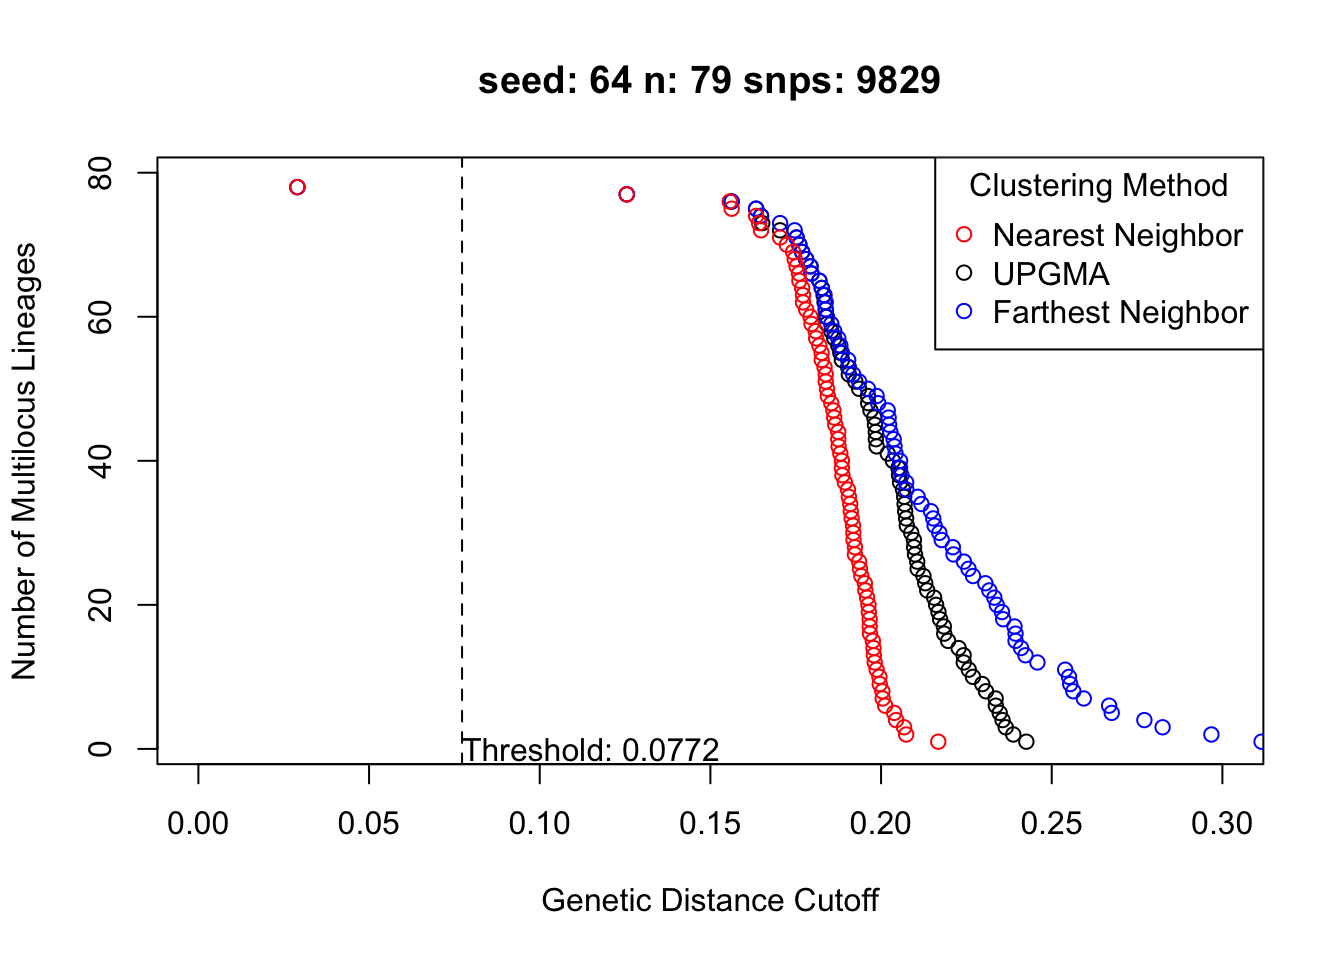 seed: 64 n: 79 snps: 9829
Number of Multilocus Lineages
80
60
40
20
0
Clustering Method
Nearest Neighbor
UPGMA
Farthest Neighbor
Threshold: 0.0772
0.00 0.05 0.10 0.15 0.20 0.25 0.30
Genetic Distance Cutoff